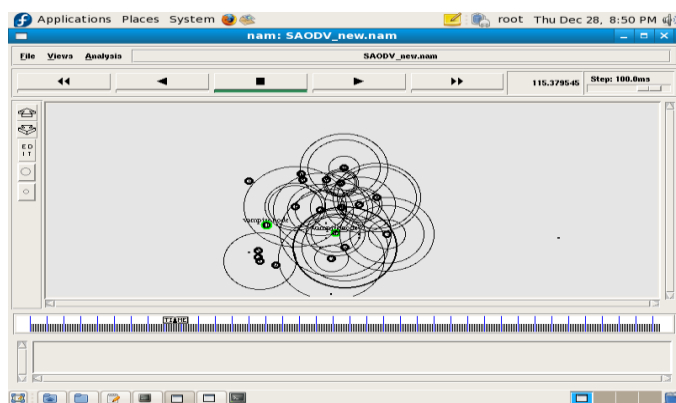 Applications Places System root Thu Dec 28, 8:50 PM
nam: SAODV_new.nam
File Views Analysis SAODV_new.nam
115.379545 Step: 100.0ms
ED
IT
TIME